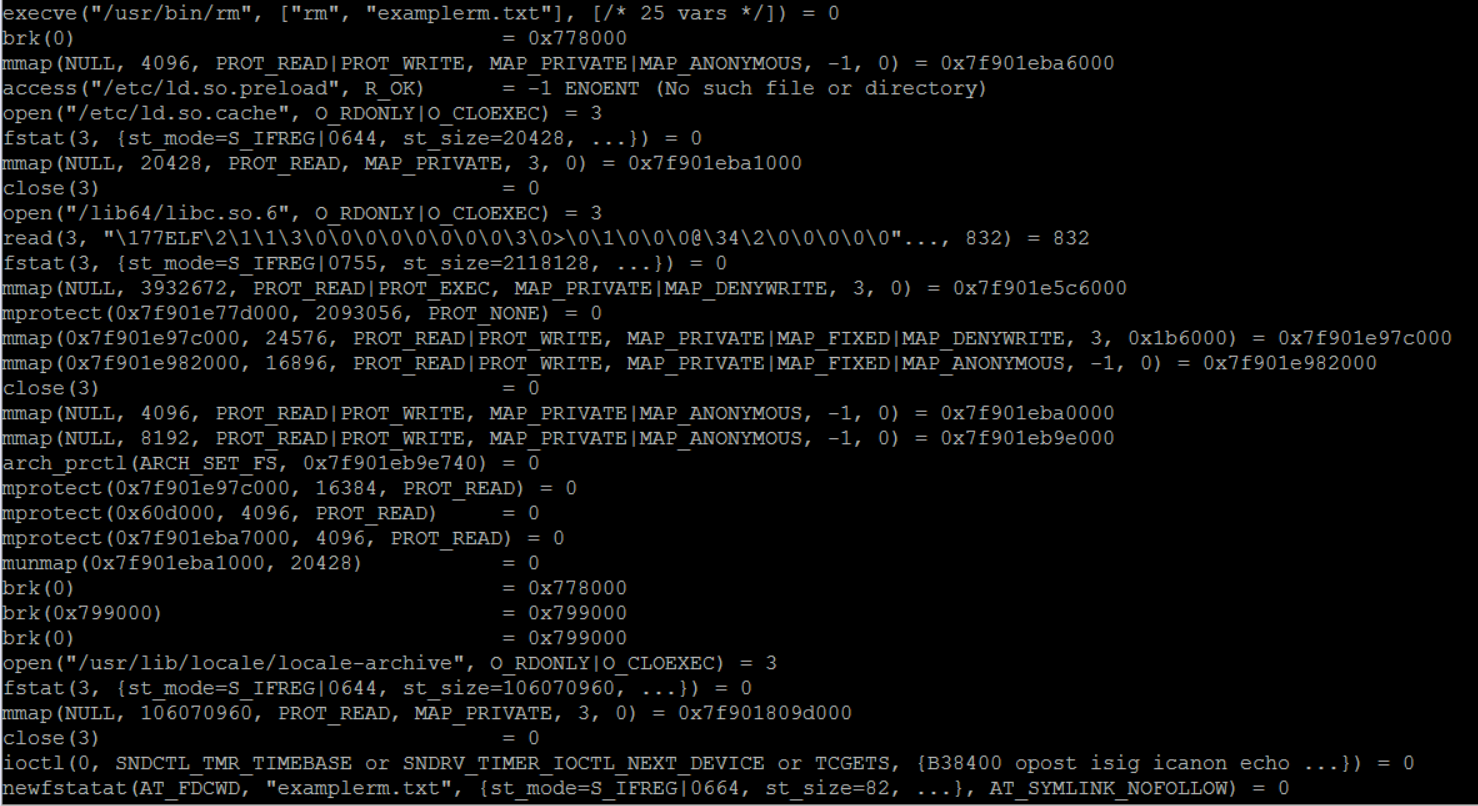 execve("/usr/bin/rm", ["rm", "examplerm.txt"], [/* 25 vars */]) = 0
brk(0)                                  = 0x778000
mmap(NULL, 4096, PROT_READ|PROT_WRITE, MAP_PRIVATE|MAP_ANONYMOUS, -1, 0) = 0x7f901eba6000
access("/etc/ld.so.preload", R_OK)      = -1 ENOENT (No such file or directory)
open("/etc/ld.so.cache", O_RDONLY|O_CLOEXEC) = 3
fstat(3, {st_mode=S_IFREG|0644, st_size=20428, ...}) = 0
mmap(NULL, 20428, PROT_READ, MAP_PRIVATE, 3, 0) = 0x7f901eba1000
close(3)                                = 0
open("/lib64/libc.so.6", O_RDONLY|O_CLOEXEC) = 3
read(3, "\177ELF\2\1\1\3\0\0\0\0\0\0\0\0\3\0>\0\1\0\0\0@\34\2\0\0\0\0\0"..., 832) = 832
fstat(3, {st_mode=S_IFREG|0755, st_size=2118128, ...}) = 0
mmap(NULL, 3932672, PROT_READ|PROT_EXEC, MAP_PRIVATE|MAP_DENYWRITE, 3, 0) = 0x7f901e5c6000
mprotect(0x7f901e77d000, 2093056, PROT_NONE) = 0
mmap(0x7f901e97c000, 24576, PROT_READ|PROT_WRITE, MAP_PRIVATE|MAP_FIXED|MAP_DENYWRITE, 3, 0x1b6000) = 0x7f901e97c000
mmap(0x7f901e982000, 16896, PROT_READ|PROT_WRITE, MAP_PRIVATE|MAP_FIXED|MAP_ANONYMOUS, -1, 0) = 0x7f901e982000
close(3)                                = 0
mmap(NULL, 4096, PROT_READ|PROT_WRITE, MAP_PRIVATE|MAP_ANONYMOUS, -1, 0) = 0x7f901eba0000
mmap(NULL, 8192, PROT_READ|PROT_WRITE, MAP_PRIVATE|MAP_ANONYMOUS, -1, 0) = 0x7f901eb9e000
arch_prctl(ARCH_SET_FS, 0x7f901eb9e740) = 0
mprotect(0x7f901e97c000, 16384, PROT_READ) = 0
mprotect(0x60d000, 4096, PROT_READ)     = 0
mprotect(0x7f901eba7000, 4096, PROT_READ) = 0
munmap(0x7f901eba1000, 20428)           = 0
brk(0)                                  = 0x778000
brk(0x799000)                           = 0x799000
brk(0)                                  = 0x799000
open("/usr/lib/locale/locale-archive", O_RDONLY|O_CLOEXEC) = 3
fstat(3, {st_mode=S_IFREG|0644, st_size=106070960, ...}) = 0
mmap(NULL, 106070960, PROT_READ, MAP_PRIVATE, 3, 0) = 0x7f901809d000
close(3)                                = 0
ioctl(0, SNDCTL_TMR_TIMEBASE or SNDRV_TIMER_IOCTL_NEXT_DEVICE or TCGETS, {B38400 opost isig icanon echo ...}) = 0
newfstatat(AT_FDCWD, "examplerm.txt", {st_mode=S_IFREG|0664, st_size=82, ...}, AT_SYMLINK_NOFOLLOW) = 0